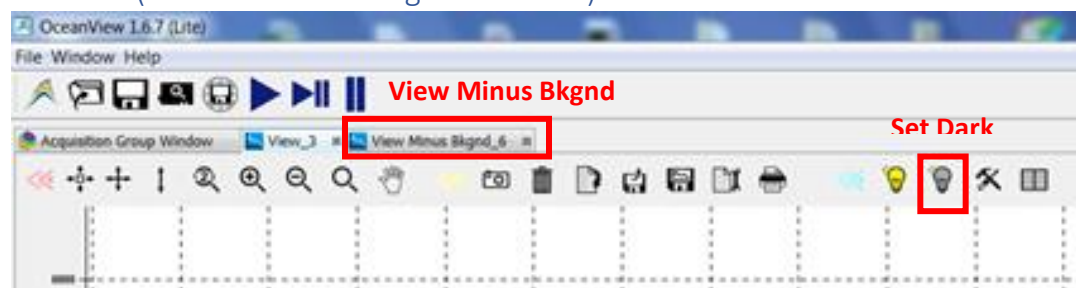 OceanView 1.6.7 (Lite)
File Window Help
View Minus Bkgnd
Set Dark
Acquisition Group Window View_3 View Minus Bkgnd_6